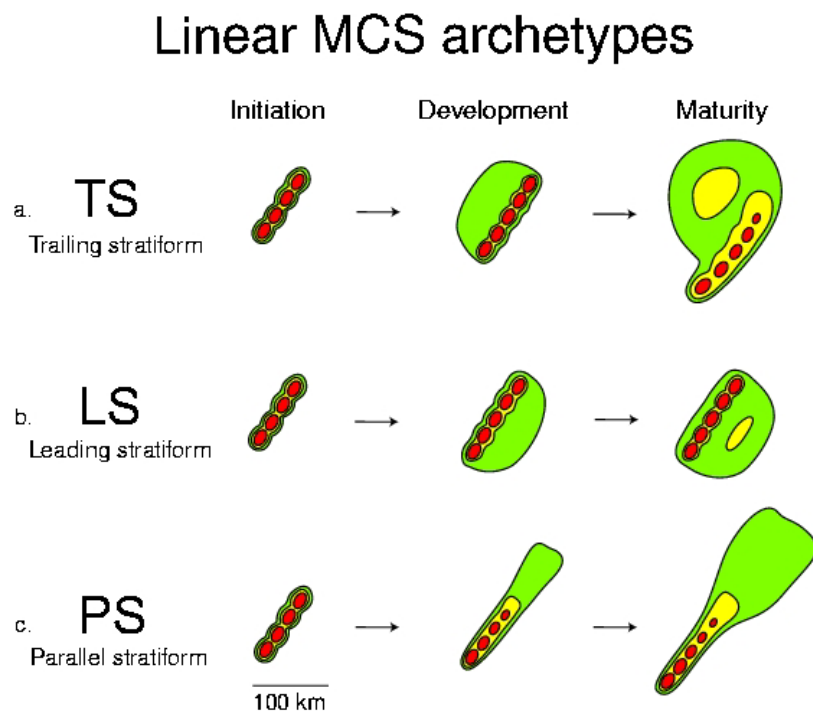 Linear MCS archetypes
Initiation Development Maturity
a. TS
Trailing stratiform
b. LS
Leading stratiform
c. PS
Parallel stratiform
100 km